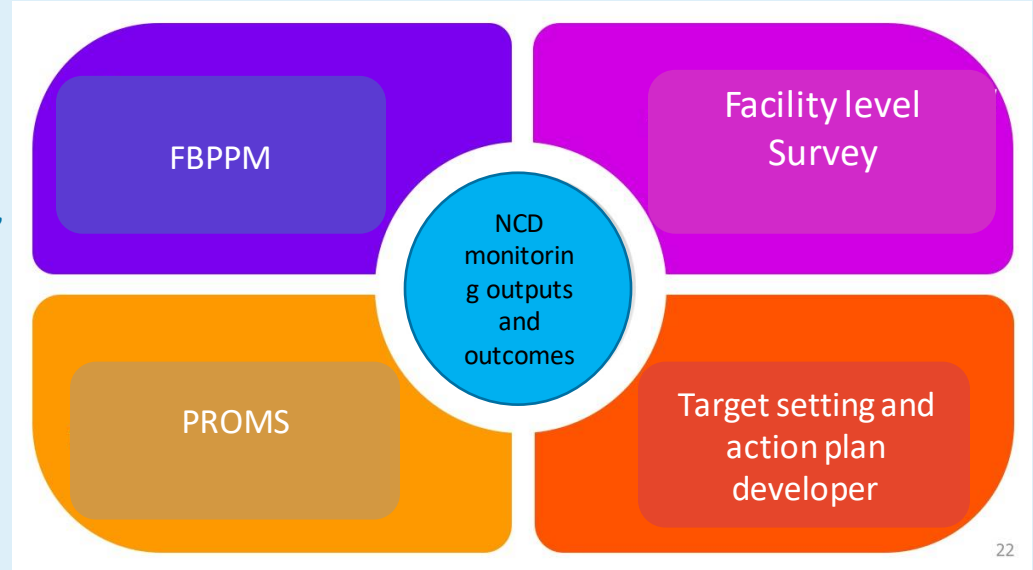 FBPPM
Facility level
Survey
NCD
monitorin
g outputs
and
outcomes
PROMS
Target setting and
action plan
developer
22